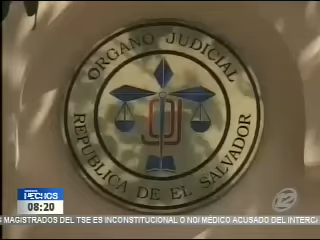 ORGANO JUDICIAL
REPUBLICA DE EL SALVADOR
HECHOS
08:20
12
MAGISTRADOS DEL TSE ES INCONSTITUCIONAL O NO/ MÉDICO ACUSADO DEL INTERC